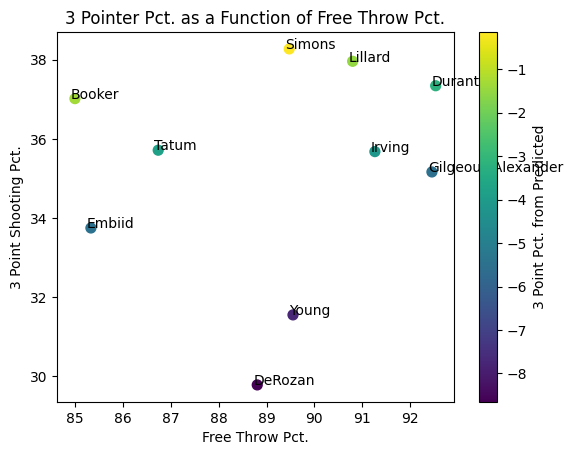 3 Pointer Pct. as a Function of Free Throw Pct.
38
36
34
32
30
3 Point Shooting Pct.
Simons
Lillard
Durant
Booker
Tatum
Irving
Gilgeous-Alexander
Embiid
Young
DeRozan
85 86 87 88 89 90 91 92
Free Throw Pct.
−1
−2
−3
−4
−5
−6
−7
−8
3 Point Pct. from Predicted